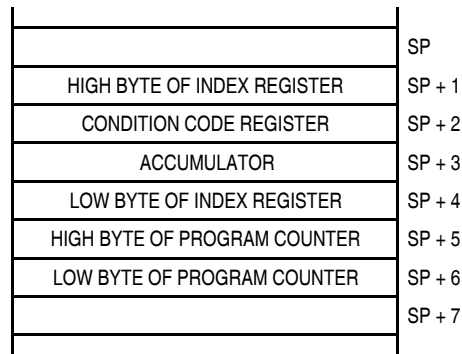 SP
HIGH BYTE OF INDEX REGISTER SP + 1
CONDITION CODE REGISTER SP + 2
ACCUMULATOR SP + 3
LOW BYTE OF INDEX REGISTER SP + 4
HIGH BYTE OF PROGRAM COUNTER SP + 5
LOW BYTE OF PROGRAM COUNTER SP + 6
SP + 7